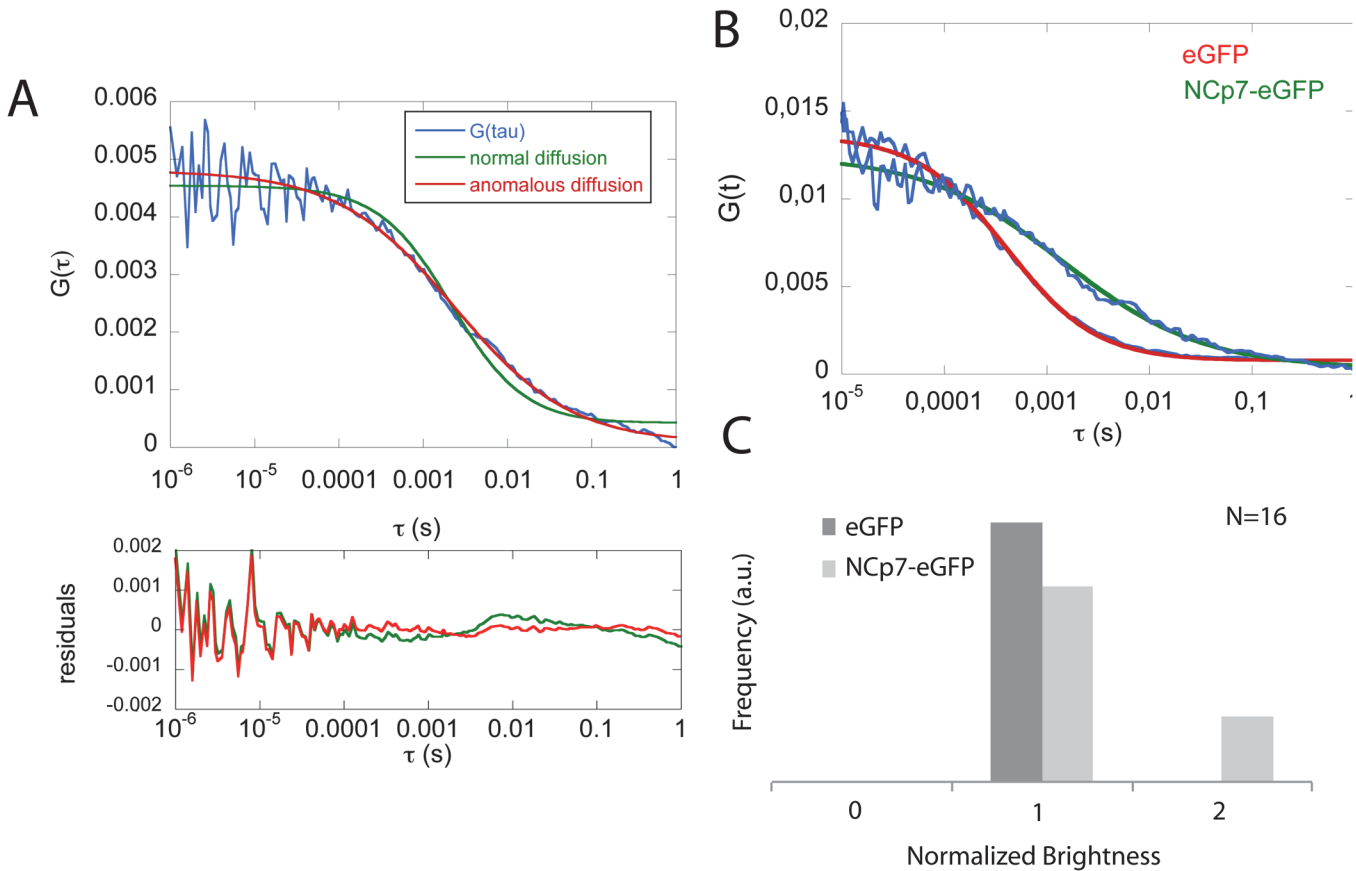 A
0.006
0.005
0.004
0.003
0.002
0.001
0
G(τ)
G(tau)
normal diffusion
anomalous diffusion
10-6 10-5 0.0001 0.001 0.01 0.1 1
τ (s)
0.002
0.001
0
-0.001
-0.002
residuals
10-6 10-5 0.0001 0.001 0.01 0.1 1
τ (s)
B
0,02
0,015
0,01
0,005
0
G(t)
eGFP
NCp7-eGFP
10-5 0,0001 0,001 0,01 0,1 1
τ (s)
C
eGFP
NCp7-eGFP
N=16
Frequency (a.u.)
0 1 2
Normalized Brightness